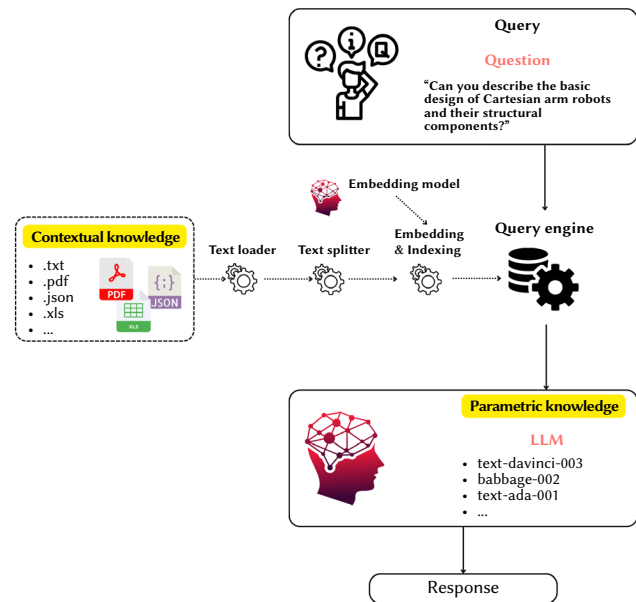 Query
Question
“Can you describe the basic
design of Cartesian arm robots
and their structural
components?”
Embedding model
Contextual knowledge
• .txt
• .pdf
• .json
• .xls
• ...
PDF
{;}
JSON
XLS
Text loader
Text splitter
Embedding
& Indexing
Query engine
Parametric knowledge
LLM
• text-davinci-003
• babbage-002
• text-ada-001
• ...
Response